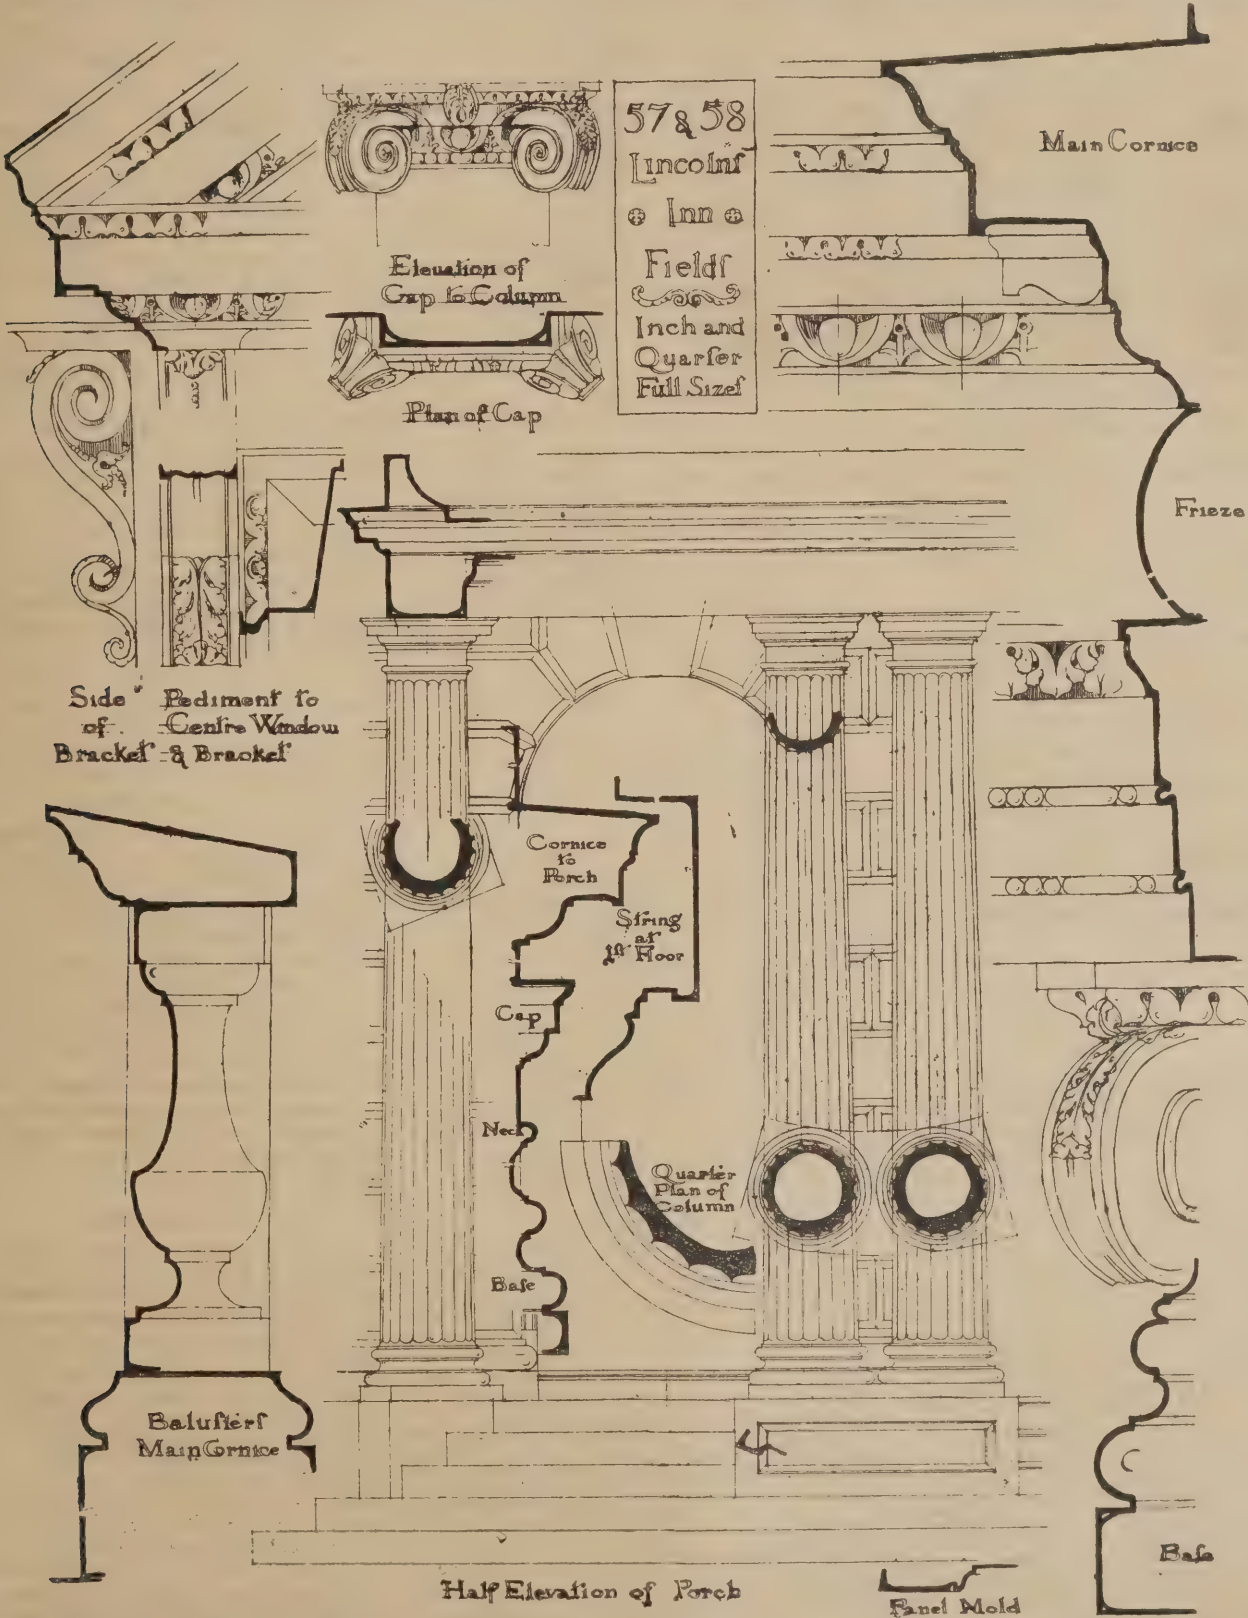 57 & 58
Lincolnſ
Inn
Fieldſ
Inch and
Quarter
Full Sizeſ
Main Cornice
Elevation of
Cap to Column
Plan of Cap
Frieze
Side
of
Bracket
Pediment to
Centre Window
& Bracket
Cornice
to
Porch
String
at
1ſt Floor
Cap
Neck
Baſe
Quarter
Plan of
Column
Baluſterſ
Main Cornice
Half Elevation of Porch
Panel Mold
Baſe